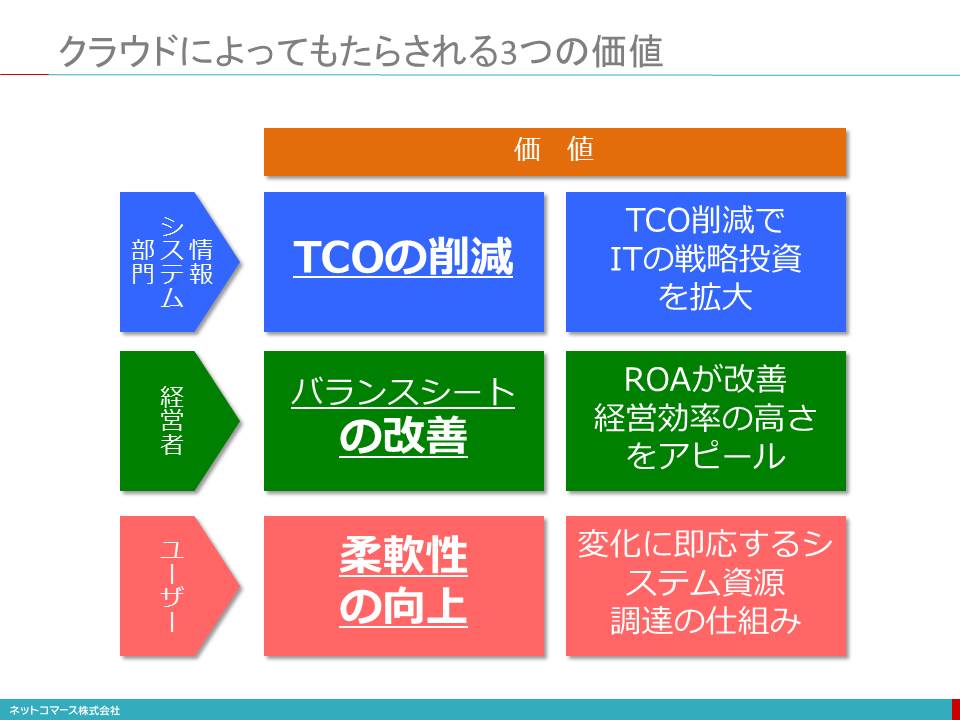 クラウドによってもたらされる3つの価値
価 値
情報
システム
部門
TCOの削減
TCO削減で
ITの戦略投資
を拡大
経営者
バランスシート
の改善
ROAが改善
経営効率の高さ
をアピール
ユーザー
柔軟性
の向上
変化に即応するシ
ステム資源
調達の仕組み
ネットコマース株式会社